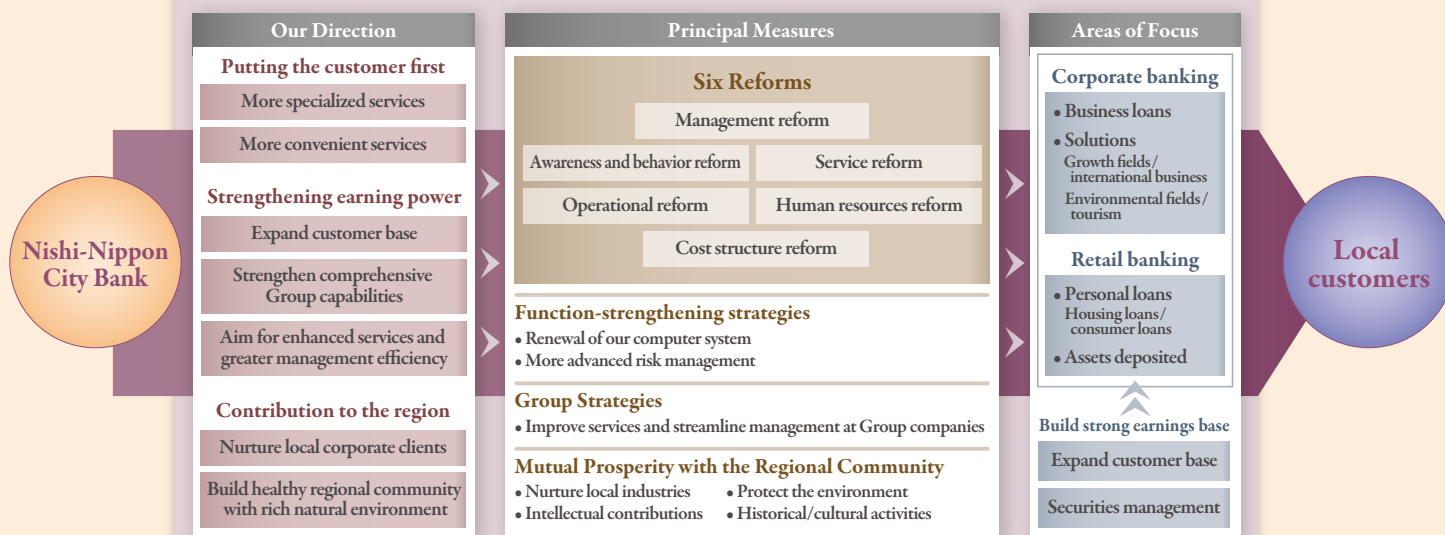 Nishi-Nippon
City Bank
Our Direction
Putting the customer first
More specialized services
More convenient services
Strengthening earning power
Expand customer base
Strengthen comprehensive
Group capabilities
Aim for enhanced services and
greater management efficiency
Contribution to the region
Nurture local corporate clients
Build healthy regional community
with rich natural environment
Principal Measures
Six Reforms
Management reform
Awareness and behavior reform
Service reform
Operational reform
Human resources reform
Cost structure reform
Function-strengthening strategies
• Renewal of our computer system
• More advanced risk management
Group Strategies
• Improve services and streamline management at Group companies
Mutual Prosperity with the Regional Community
• Nurture local industries
• Protect the environment
• Intellectual contributions
• Historical/cultural activities
Areas of Focus
Corporate banking
• Business loans
• Solutions
Growth fields/
international business
Environmental fields/
tourism
Retail banking
• Personal loans
Housing loans/
consumer loans
• Assets deposited
Build strong earnings base
Expand customer base
Securities management
Local
customers